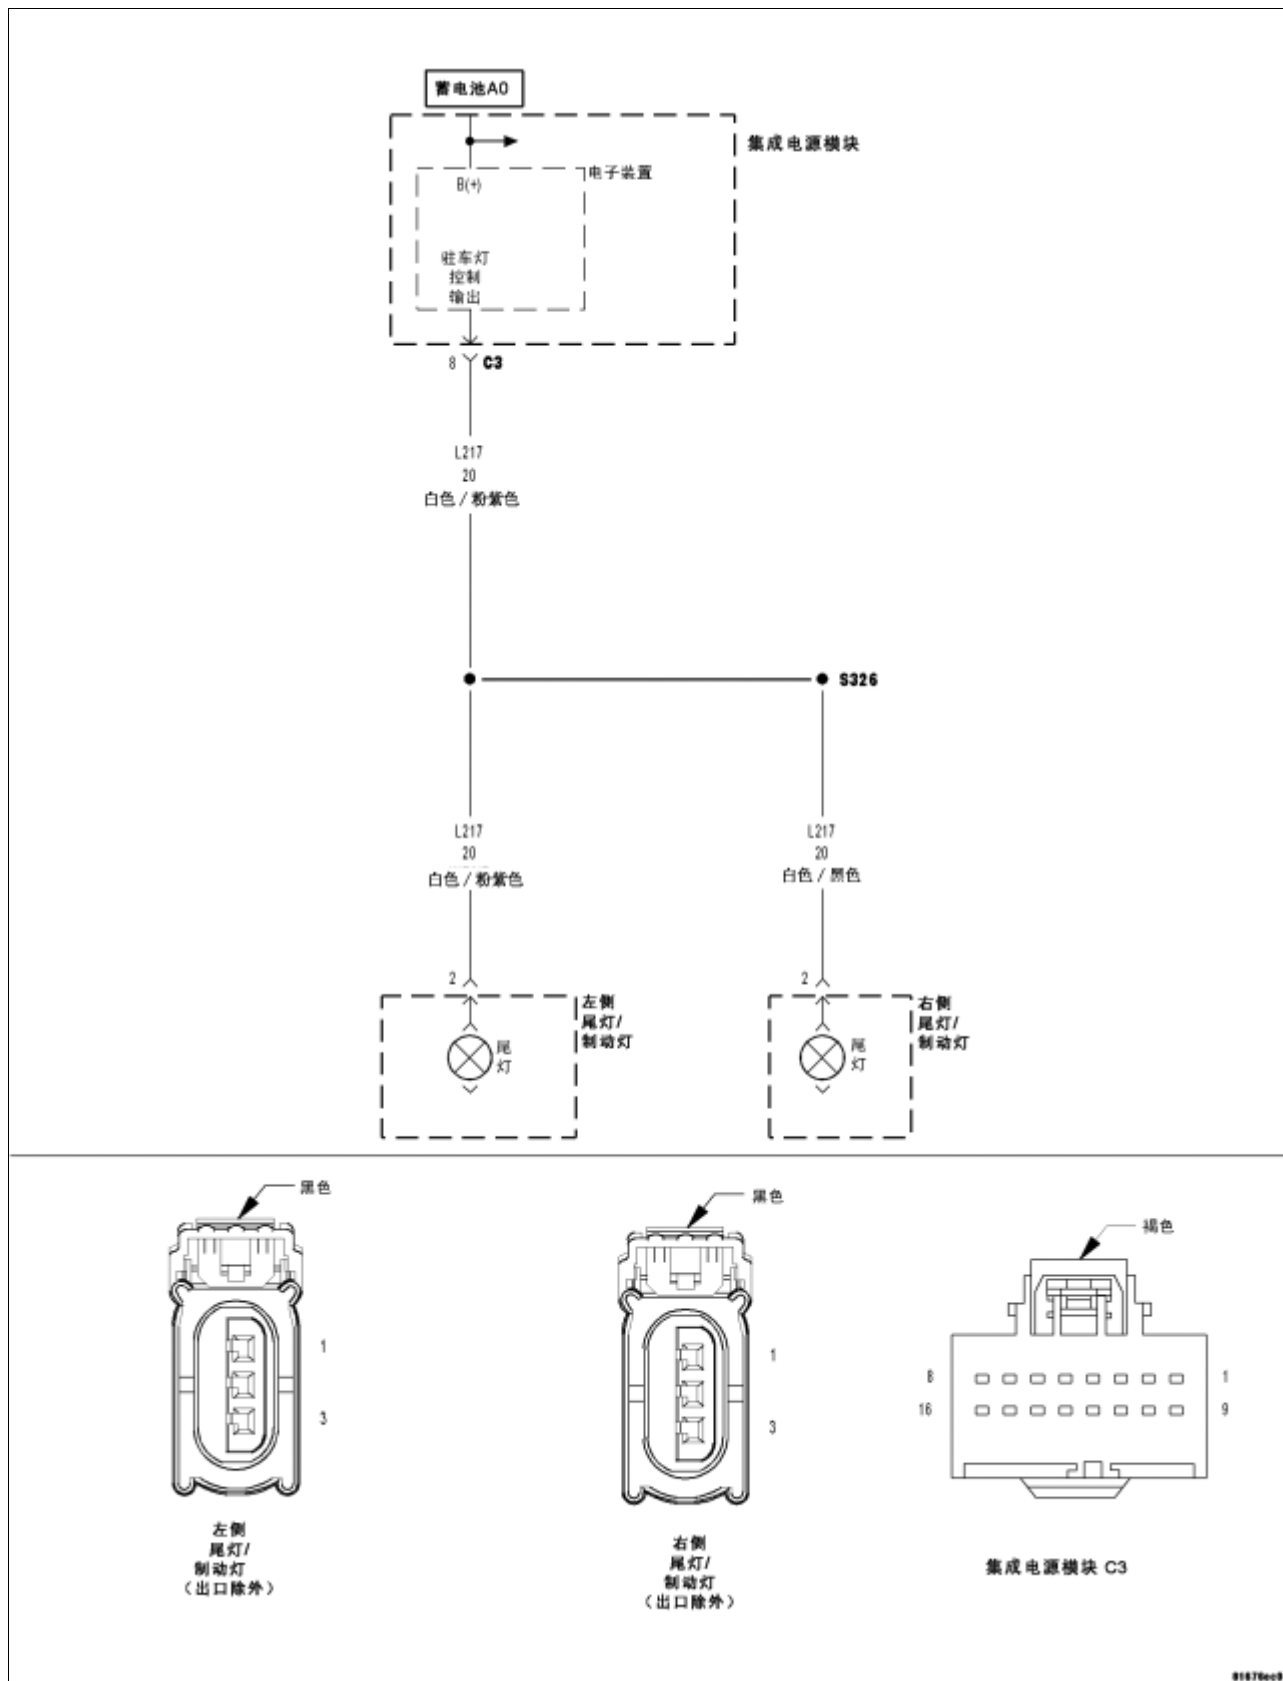 蓄电池A0
集成电源模块
电子装置
B(+)
驻车灯
控制
输出
8 C3
L217
20
白色 / 粉紫色
S326
L217
20
白色 / 粉紫色
L217
20
白色 / 黑色
2
左侧
尾灯/
制动灯
尾
灯
2
右侧
尾灯/
制动灯
尾
灯
黑色
1
3
左侧
尾灯/
制动灯
（出口除外）
黑色
1
3
右侧
尾灯/
制动灯
（出口除外）
褐色
8 1
16 9
集成电源模块 C3